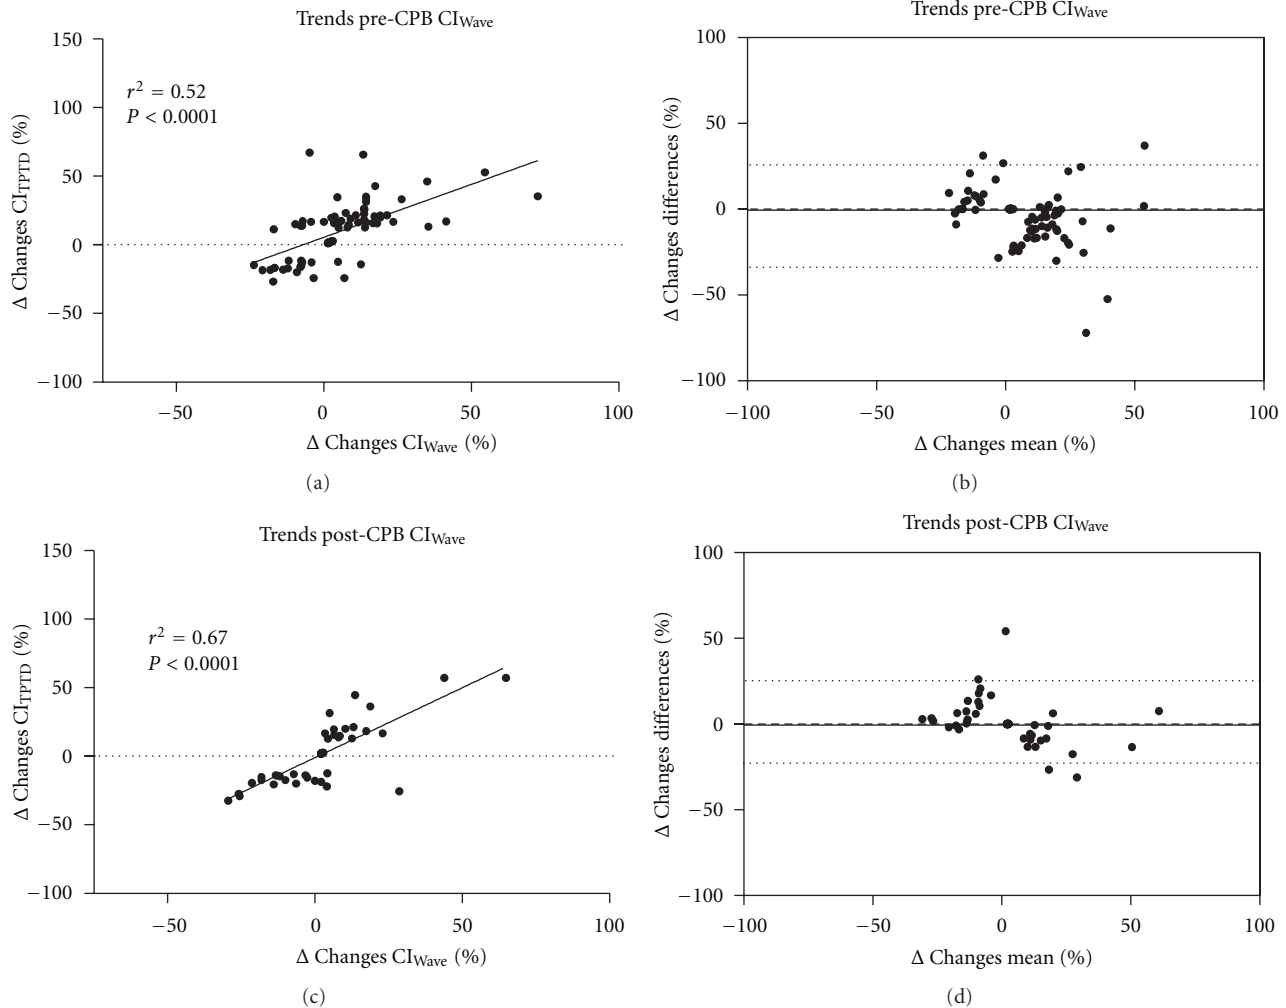 Trends pre-CPB CIWave
150
100
50
0
−50
−100
r2 = 0.52
P < 0.0001
Δ Changes CITPTD (%)
−50
0
50
100
Δ Changes CIWave (%)
(a)
Trends pre-CPB CIWave
100
50
0
−50
−100
Δ Changes differences (%)
−100
−50
0
50
100
Δ Changes mean (%)
(b)
Trends post-CPB CIWave
150
100
50
0
−50
−100
r2 = 0.67
P < 0.0001
Δ Changes CITPTD (%)
−50
0
50
100
Δ Changes CIWave (%)
(c)
Trends post-CPB CIWave
100
50
0
−50
−100
Δ Changes differences (%)
−100
−50
0
50
100
Δ Changes mean (%)
(d)